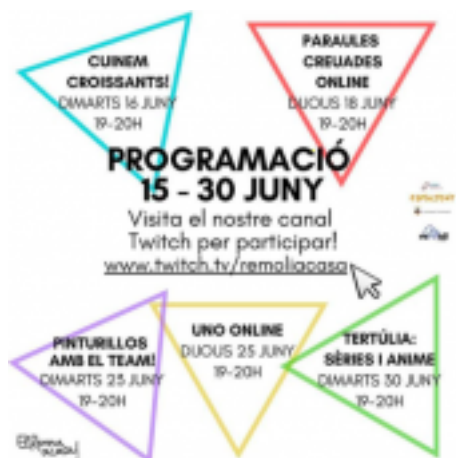 CUINEM
CROISSANTS!
DIMARTS 16 JUNY
19-20H
PARAULES
CREUADES
ONLINE
DIJOUS 18 JUNY
19-20H
PROGRAMACIÓ
15 - 30 JUNY
Visita el nostre canal
Twitch per participar!
www.twitch.tv/remoliacasa
PINTURILLOS
AMB EL TEAM!
DIMARTS 23 JUNY
19-20H
UNO ONLINE
DIJOUS 25 JUNY
19-20H
TERTÚLIA:
SÈRIES I ANIME
DIMARTS 30 JUNY
19-20H